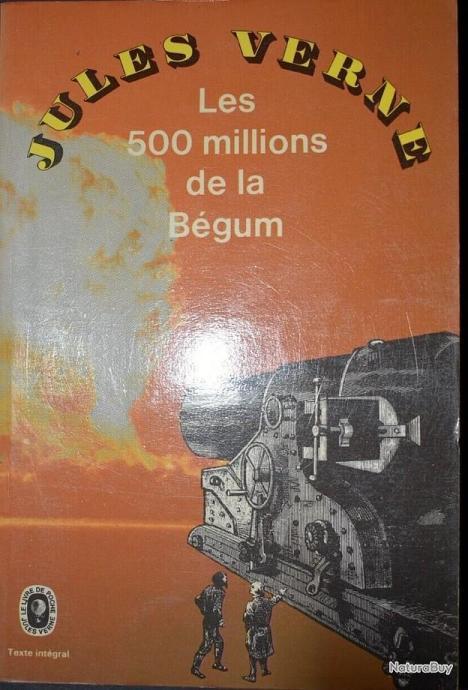 JULES VERNE
Les
500 millions
de la
Bégum
LE LIVRE DE POCHE
JULES VERNE
Texte intégral
NaturaBuy